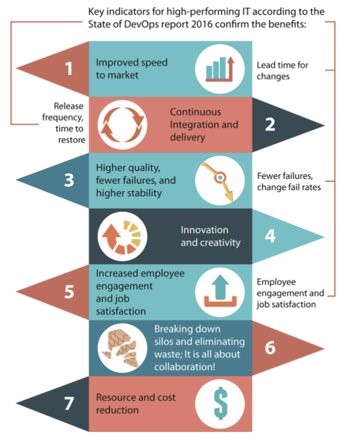 Key indicators for high-performing IT according to the
State of DevOps report 2016 confirm the benefits:
1
Improved speed
to market
Lead time for
changes
Release
frequency,
time to
restore
Continuous
Integration and
delivery
2
3
Higher quality,
fewer failures, and
higher stability
Fewer failures,
change fail rates
Innovation
and creativity
4
5
Increased employee
engagement
and job
satisfaction
Employee
engagement and
job satisfaction
Breaking down
silos and eliminating
waste; It is all about
collaboration!
6
7
Resource and cost
reduction
$